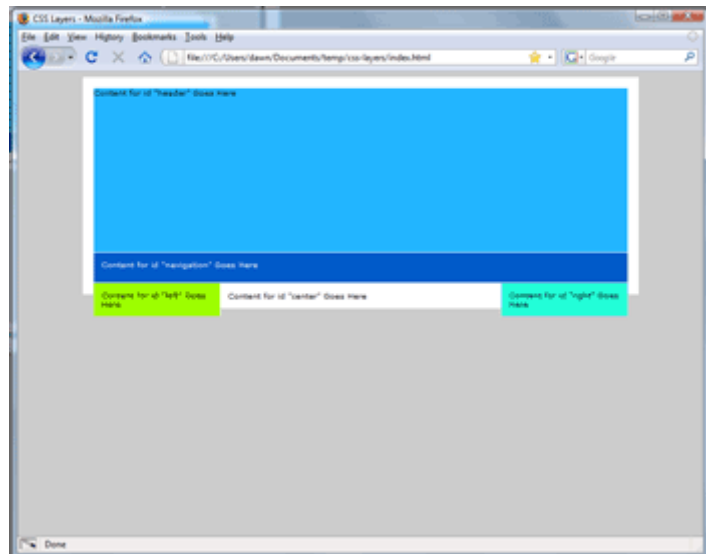 CSS Layers - Mozilla Firefox
File Edit View History Bookmarks Tools Help
file:///C:/Users/dawn/Documents/temp/css-layers/index.html
Google
Content for id "header" Goes Here
Content for id "navigation" Goes Here
Content for id "left" Goes
Here
Content for id "center" Goes Here
Content for id "right" Goes
Here
Done